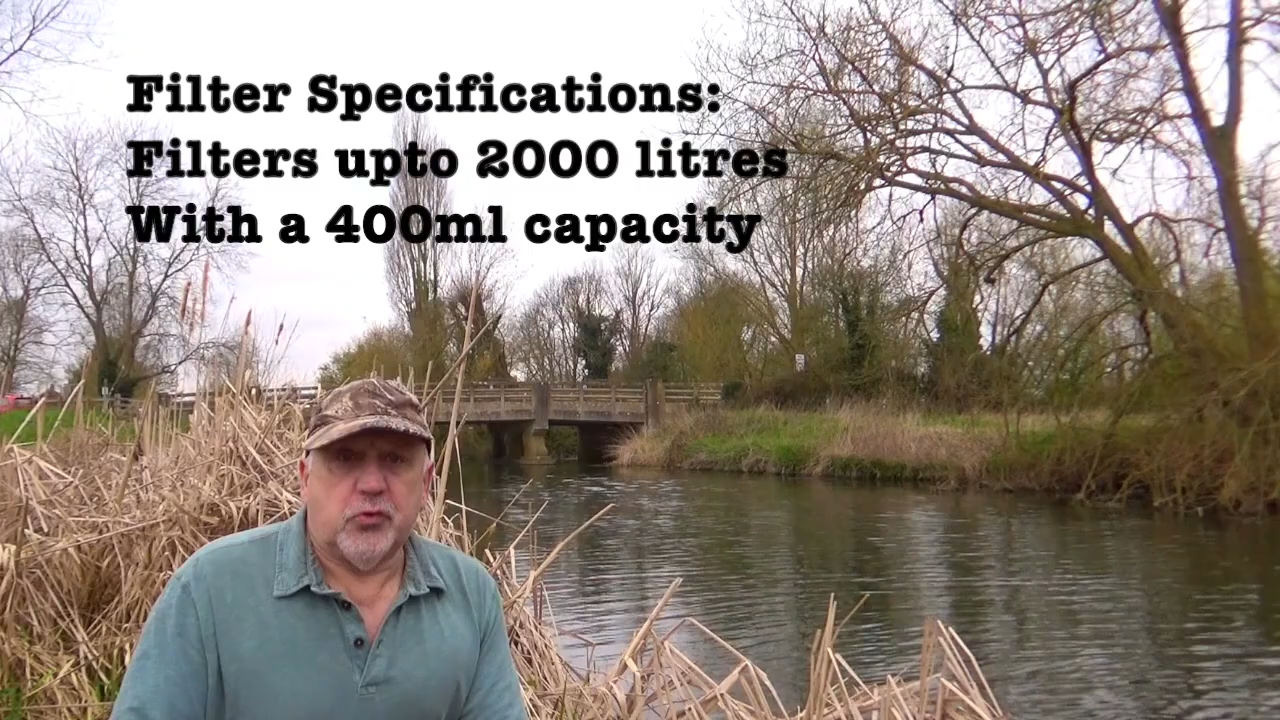 Filter Specifications:
Filters upto 2000 litres
With a 400ml capacity